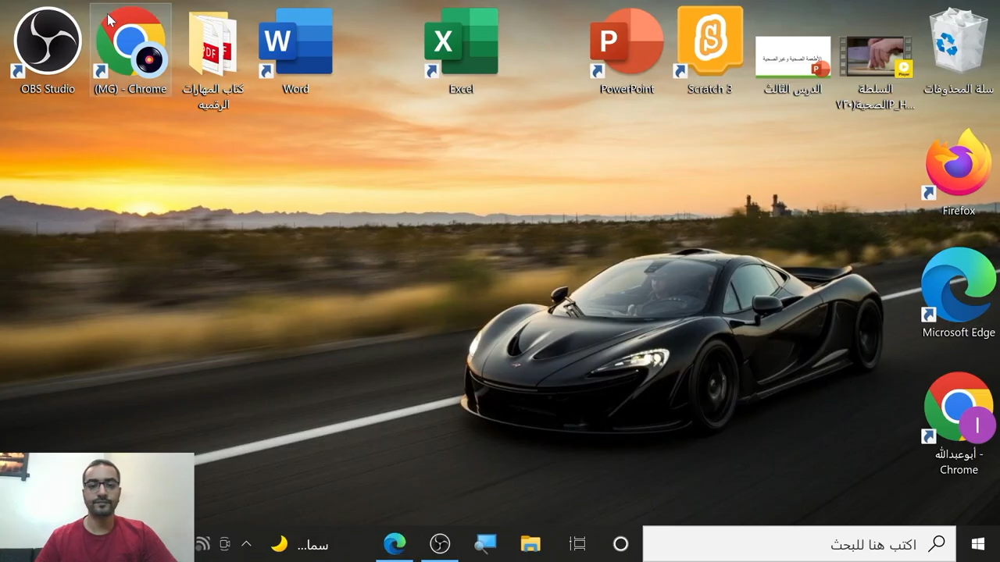 OBS Studio
(MG) - Chrome
كتاب المهارات
الرقميه
Word
Excel
PowerPoint
Scratch 3
الأطعمة الصحية وغير الصحية
الدرس الثالث
السلطة
الصحية(٧٢٠P_H...
سلة المحذوفات
Firefox
Microsoft Edge
أبوعبدالله -
Chrome
سما...
اكتب هنا للبحث